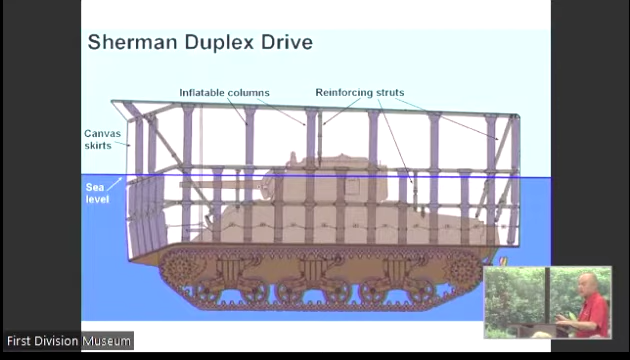 Sherman Duplex Drive
Inflatable columns
Reinforcing struts
Canvas
skirts
Sea
level
First Division Museum